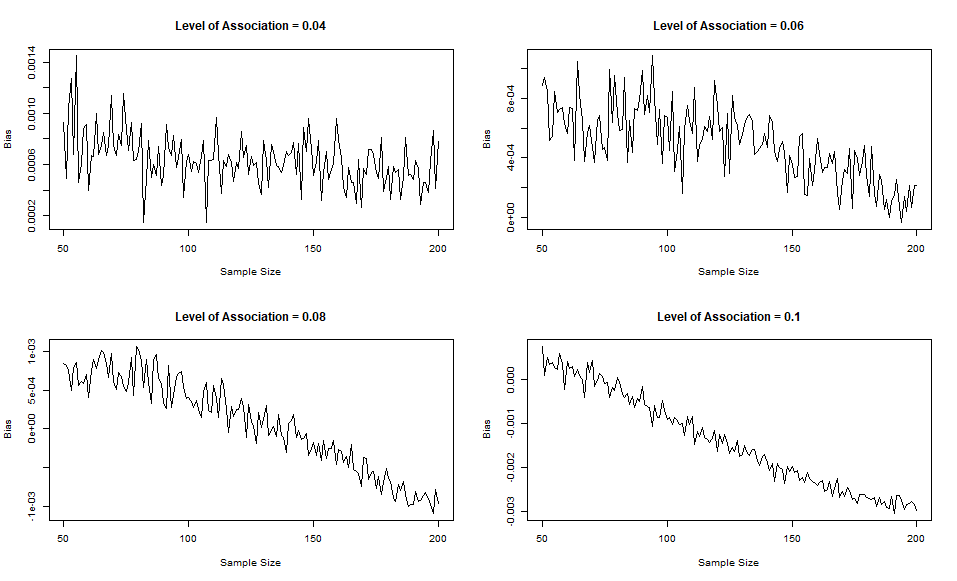 Level of Association = 0.04
Bias
0.0014
0.0010
0.0006
0.0002
50
100
150
200
Sample Size
Level of Association = 0.06
Bias
8e-04
4e-04
0e+00
50
100
150
200
Sample Size
Level of Association = 0.08
Bias
1e-03
5e-04
0e+00
-1e-03
50
100
150
200
Sample Size
Level of Association = 0.1
Bias
0.000
-0.001
-0.002
-0.003
50
100
150
200
Sample Size